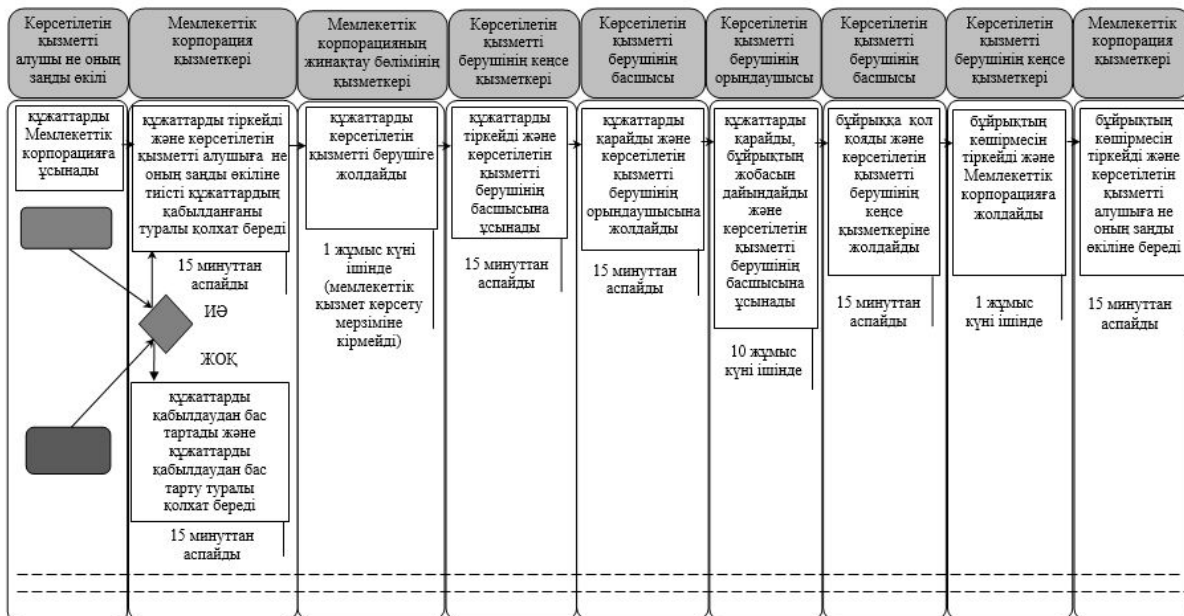 Көрсетілетін
қызметті
алушы не оның
заңды өкілі
Мемлекеттік
корпорация
қызметкері
Мемлекеттік
корпорацияның
жинақтау бөлімінің
қызметкері
Көрсетілетін
қызметті
берушінің кеңсе
қызметкері
Көрсетілетін
қызметті
берушінің
басшысы
Көрсетілетін
қызметті
берушінің
орындаушысы
Көрсетілетін
қызметті
берушінің
басшысы
Көрсетілетін
қызметті
берушінің кеңсе
қызметкері
Мемлекеттік
корпорация
қызметкері
құжаттарды
Мемлекеттік
корпорацияға
ұсынады
құжаттарды тіркейді
және көрсетілетін
қызметті алушыға не
оның заңды өкіліне
тиісті құжаттардың
қабылданғаны
туралы қолхат береді
15 минуттан
аспайды
ИӘ
ЖОҚ
құжаттарды
қабылдаудан бас
тартады және
құжаттарды
қабылдаудан бас
тарту туралы
қолхат береді
15 минуттан
аспайды
құжаттарды
көрсетілетін
қызметті берушіге
жолдайды
1 жұмыс күні
ішінде
(мемлекеттік
қызмет көрсету
мерзіміне
кірмейді)
құжаттарды
тіркейді және
көрсетілетін
қызметті
берушінің
басшысына
ұсынады
15 минуттан
аспайды
құжаттарды
қарайды және
көрсетілетін
қызметті
берушінің
орындаушысына
жолдайды
15 минуттан
аспайды
құжаттарды
қарайды,
бұйрықтың
жобасын
дайындайды
және
көрсетілетін
қызметті
берушінің
басшысына
ұсынады
10 жұмыс
күні ішінде
бұйрыққа қол
қояды және
көрсетілетін
қызметті
берушінің
кеңсе
қызметкеріне
жолдайды
15 минуттан
аспайды
бұйрықтың
көшірмесін
тіркейді және
Мемлекеттік
корпорацияға
жолдайды
1 жұмыс
күні ішінде
бұйрықтың
көшірмесін
тіркейді және
көрсетілетін
қызметті
алушыға не
оның заңды
өкіліне береді
15 минуттан
аспайды